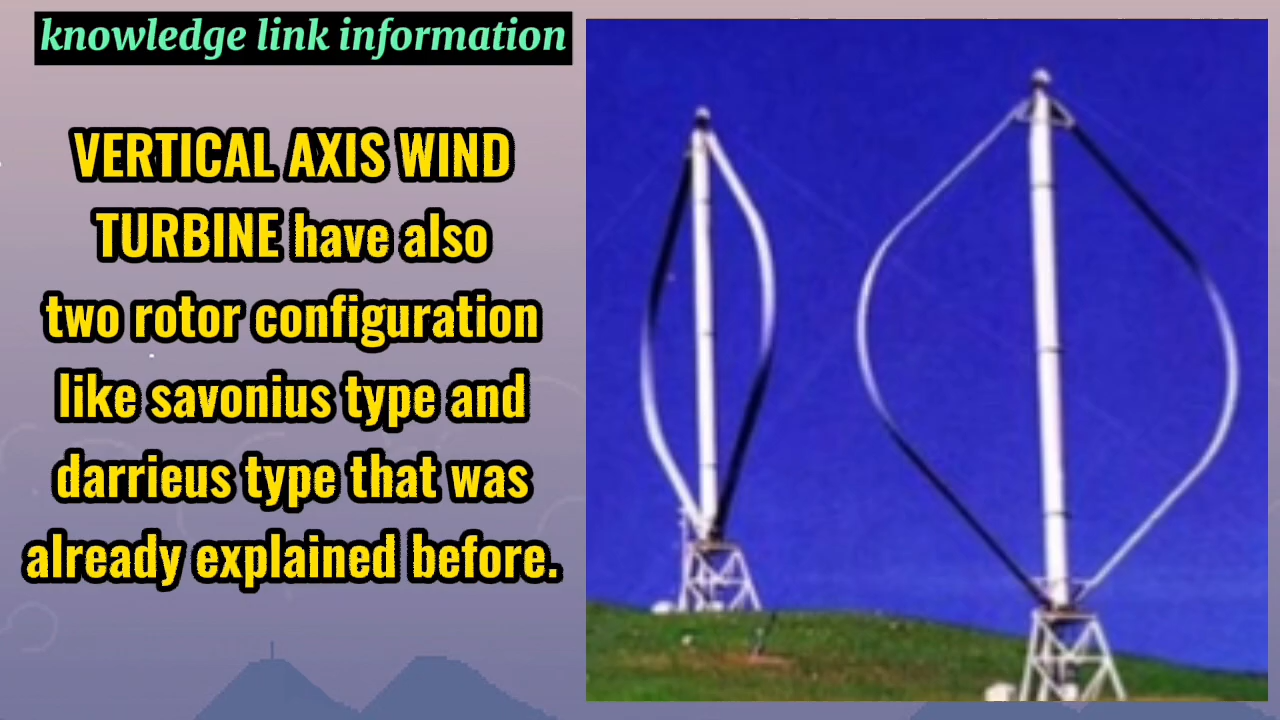 knowledge link information
VERTICAL AXIS WIND
TURBINE have also
two rotor configuration
like savonius type and
darrieus type that was
already explained before.